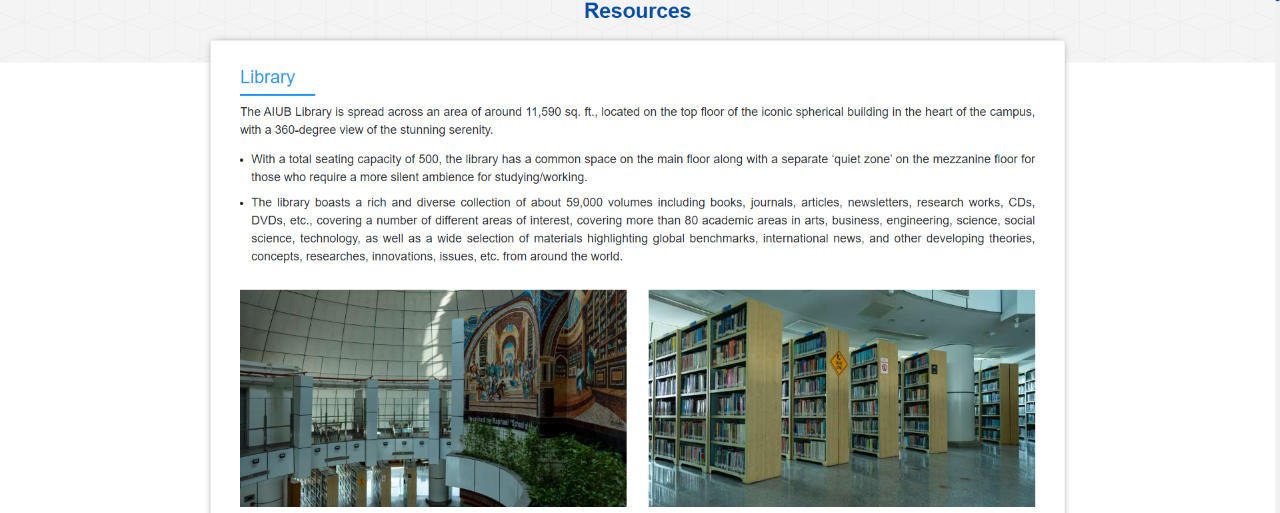 Resources
Library
The AIUB Library is spread across an area of around 11,590 sq. ft., located on the top floor of the iconic spherical building in the heart of the campus,
with a 360-degree view of the stunning serenity.
With a total seating capacity of 500, the library has a common space on the main floor along with a separate ‘quiet zone’ on the mezzanine floor for
those who require a more silent ambience for studying/working.
The library boasts a rich and diverse collection of about 59,000 volumes including books, journals, articles, newsletters, research works, CDs,
DVDs, etc., covering a number of different areas of interest, covering more than 80 academic areas in arts, business, engineering, science, social
science, technology, as well as a wide selection of materials highlighting global benchmarks, international news, and other developing theories,
concepts, researches, innovations, issues, etc. from around the world.